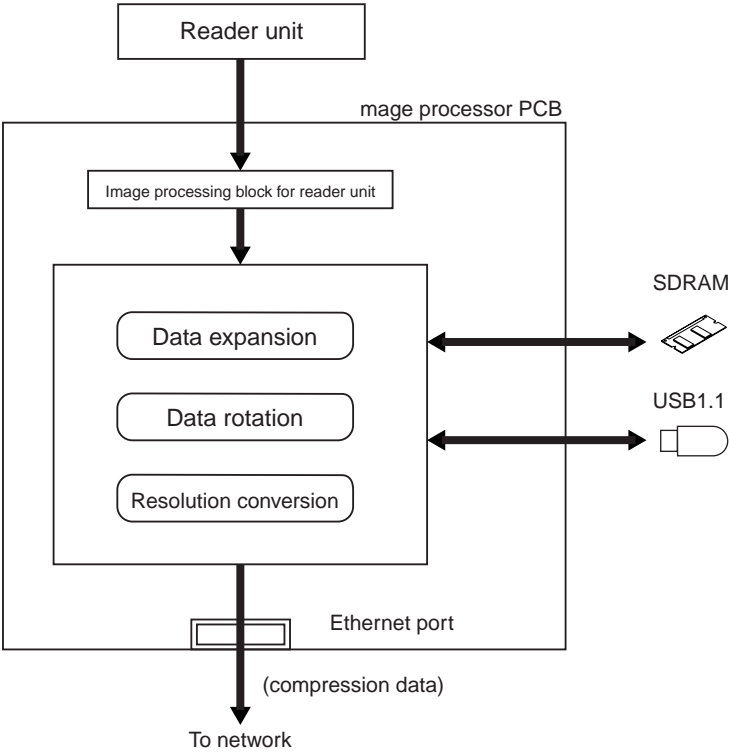 Reader unit
mage processor PCB
Image processing block for reader unit
SDRAM
Data expansion
USB1.1
Data rotation
Resolution conversion
Ethernet port
(compression data)
To network